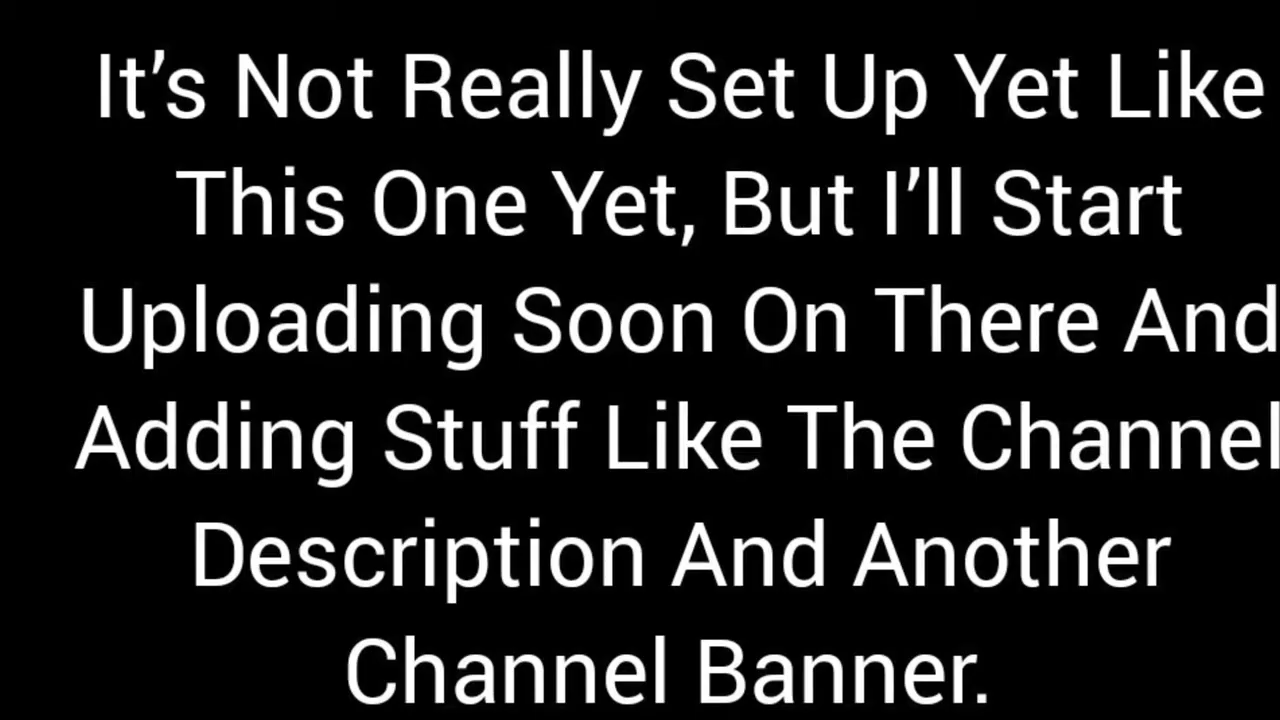 It’s Not Really Set Up Yet Like
This One Yet, But I’ll Start
Uploading Soon On There And
Adding Stuff Like The Channel
Description And Another
Channel Banner.